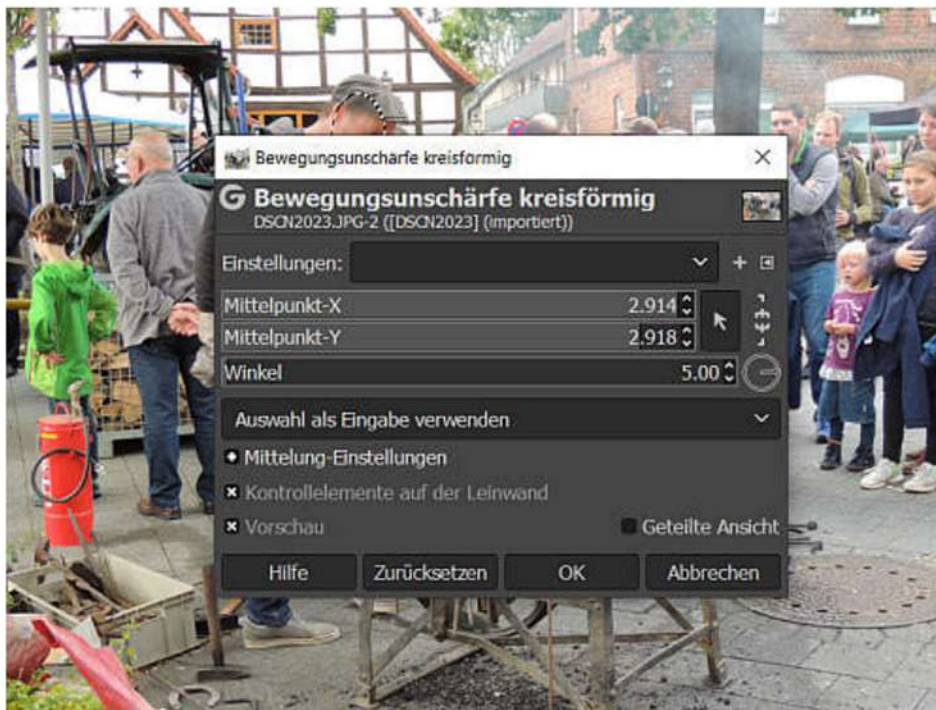 Bewegungsunschärfe kreisförmig
Bewegungsunschärfe kreisförmig
DSCN2023.JPG-2 ([DSCN2023] (importiert))
Einstellungen:
Mittelpunkt-X 2.914
Mittelpunkt-Y 2.918
Winkel 5.00
Auswahl als Eingabe verwenden
Mittelung-Einstellungen
Kontrollelemente auf der Leinwand
Vorschau Geteilte Ansicht
Hilfe Zurücksetzen OK Abbrechen